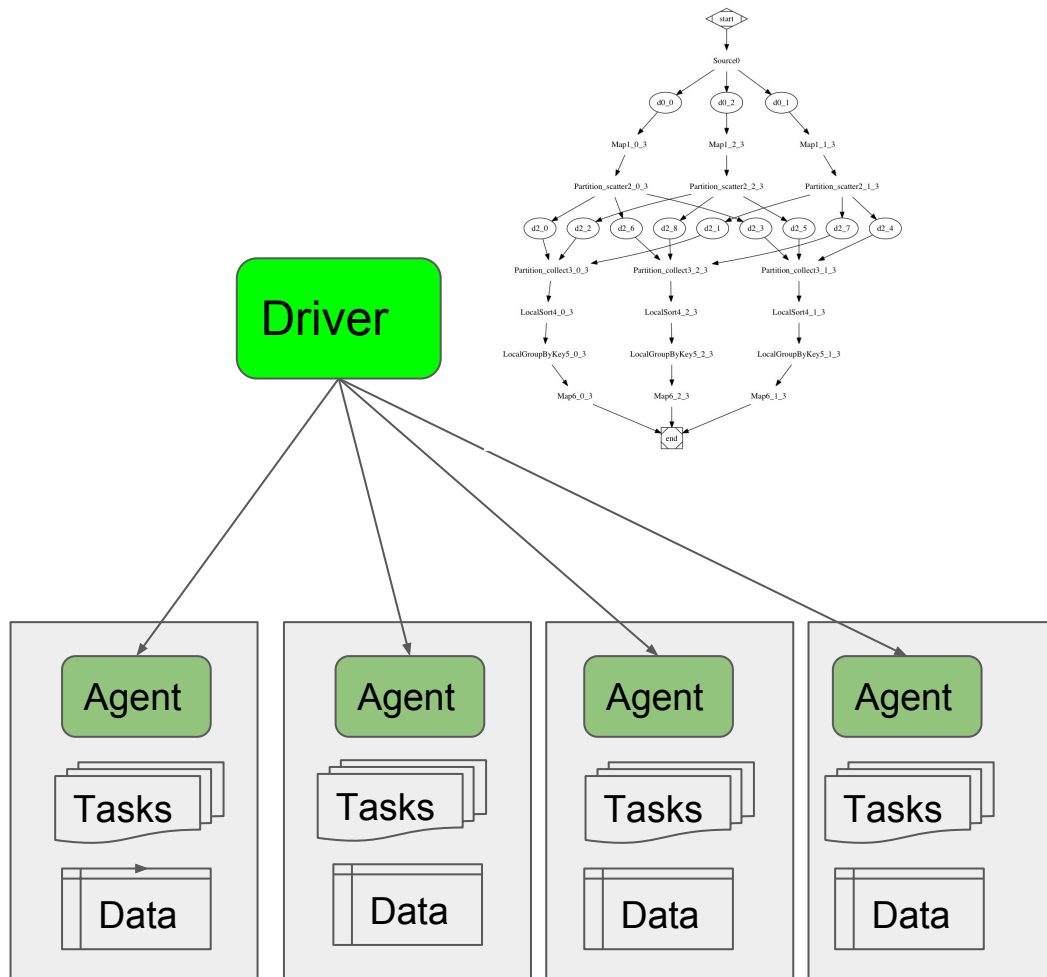 start
Source0
d0_0 d0_2 d0_1
Map1_0_3 Map1_2_3 Map1_1_3
Partition_scatter2_0_3 Partition_scatter2_2_3 Partition_scatter2_1_3
d2_0 d2_2 d2_6 d2_8 d2_1 d2_3 d2_5 d2_7 d2_4
Partition_collect3_0_3 Partition_collect3_2_3 Partition_collect3_1_3
LocalSort4_0_3 LocalSort4_2_3 LocalSort4_1_3
LocalGroupByKey5_0_3 LocalGroupByKey5_2_3 LocalGroupByKey5_1_3
Map6_0_3 Map6_2_3 Map6_1_3
end
Driver
Agent Agent Agent Agent
Tasks Tasks Tasks Tasks
Data Data Data Data